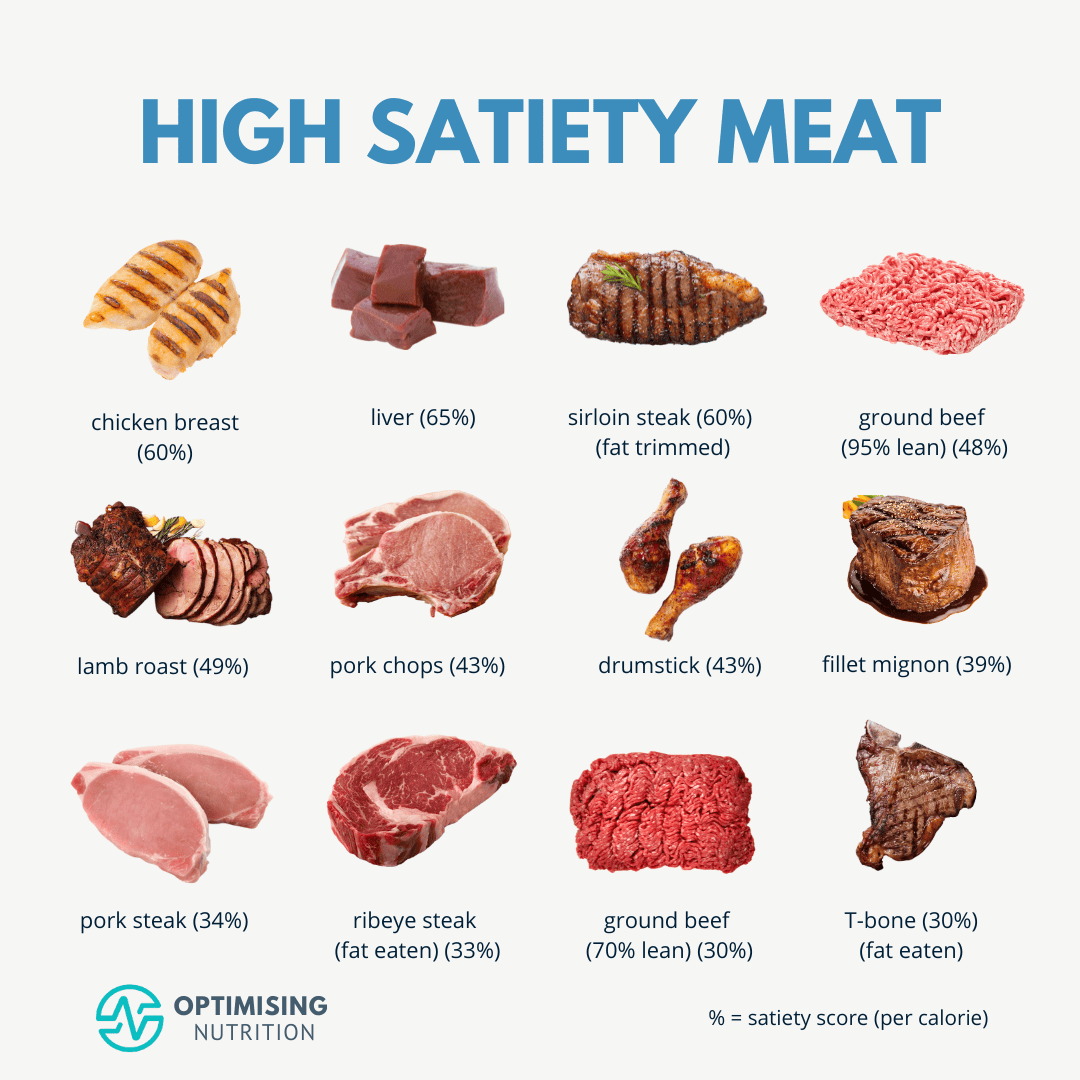 HIGH SATIETY MEAT
chicken breast
(60%)
liver (65%)
sirloin steak (60%)
(fat trimmed)
ground beef
(95% lean) (48%)
lamb roast (49%)
pork chops (43%)
drumstick (43%)
fillet mignon (39%)
pork steak (34%)
ribeye steak
(fat eaten) (33%)
ground beef
(70% lean) (30%)
T-bone (30%)
(fat eaten)
OPTIMISING
NUTRITION
% = satiety score (per calorie)